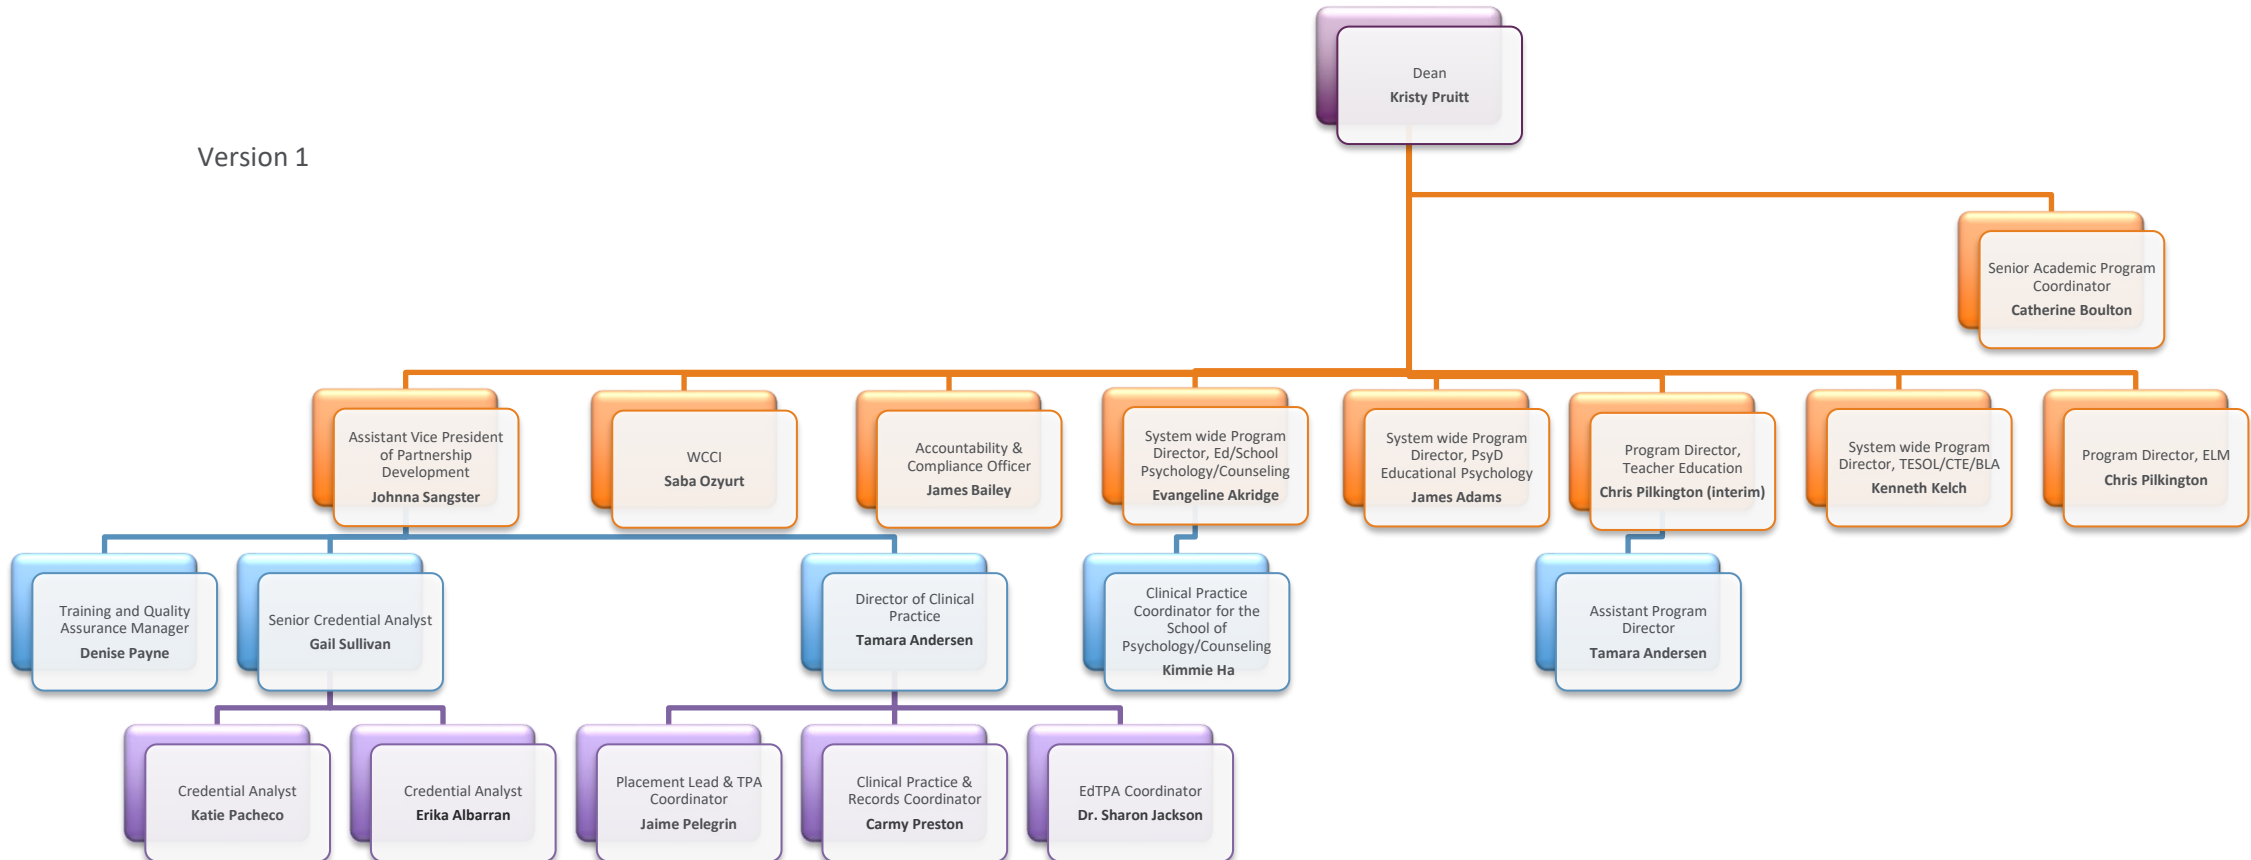 Dean
Kristy Pruitt
Version 1
Senior Academic Program
Coordinator
Catherine Boulton
Assistant Vice President
of Partnership
Development
Johnna Sangster
WCCI
Saba Ozyurt
Accountability &
Compliance Officer
James Bailey
System wide Program
Director, Ed/School
Psychology/Counseling
Evangeline Akridge
System wide Program
Director, PsyD
Educational Psychology
James Adams
Program Director,
Teacher Education
Chris Pilkington (interim)
System wide Program
Director, TESOL/CTE/BLA
Kenneth Kelch
Program Director, ELM
Chris Pilkington
Training and Quality
Assurance Manager
Denise Payne
Senior Credential Analyst
Gail Sullivan
Director of Clinical
Practice
Tamara Andersen
Clinical Practice
Coordinator for the
School of
Psychology/Counseling
Kimmie Ha
Assistant Program
Director
Tamara Andersen
Credential Analyst
Katie Pacheco
Credential Analyst
Erika Albarran
Placement Lead & TPA
Coordinator
Jaime Pelegrin
Clinical Practice &
Records Coordinator
Carmy Preston
EdTPA Coordinator
Dr. Sharon Jackson